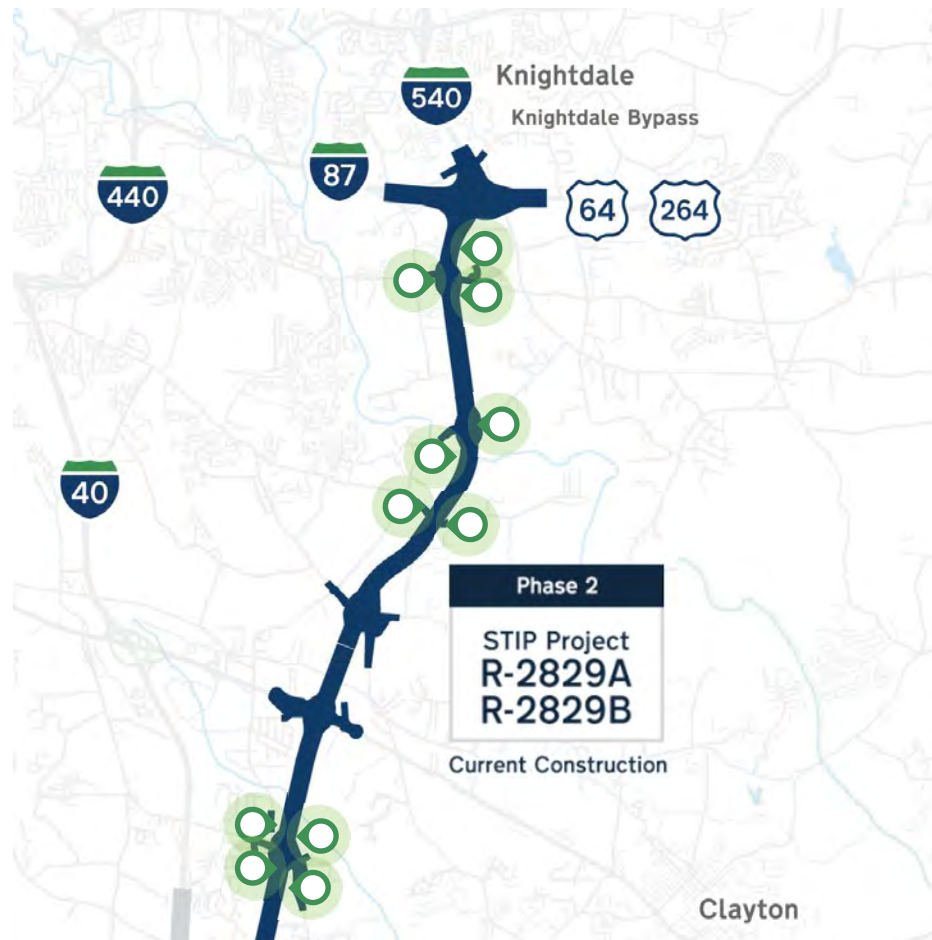 Knightdale
540
Knightdale Bypass
87
440
64
264
40
Phase 2
STIP Project
R-2829A
R-2829B
Current Construction
Clayton